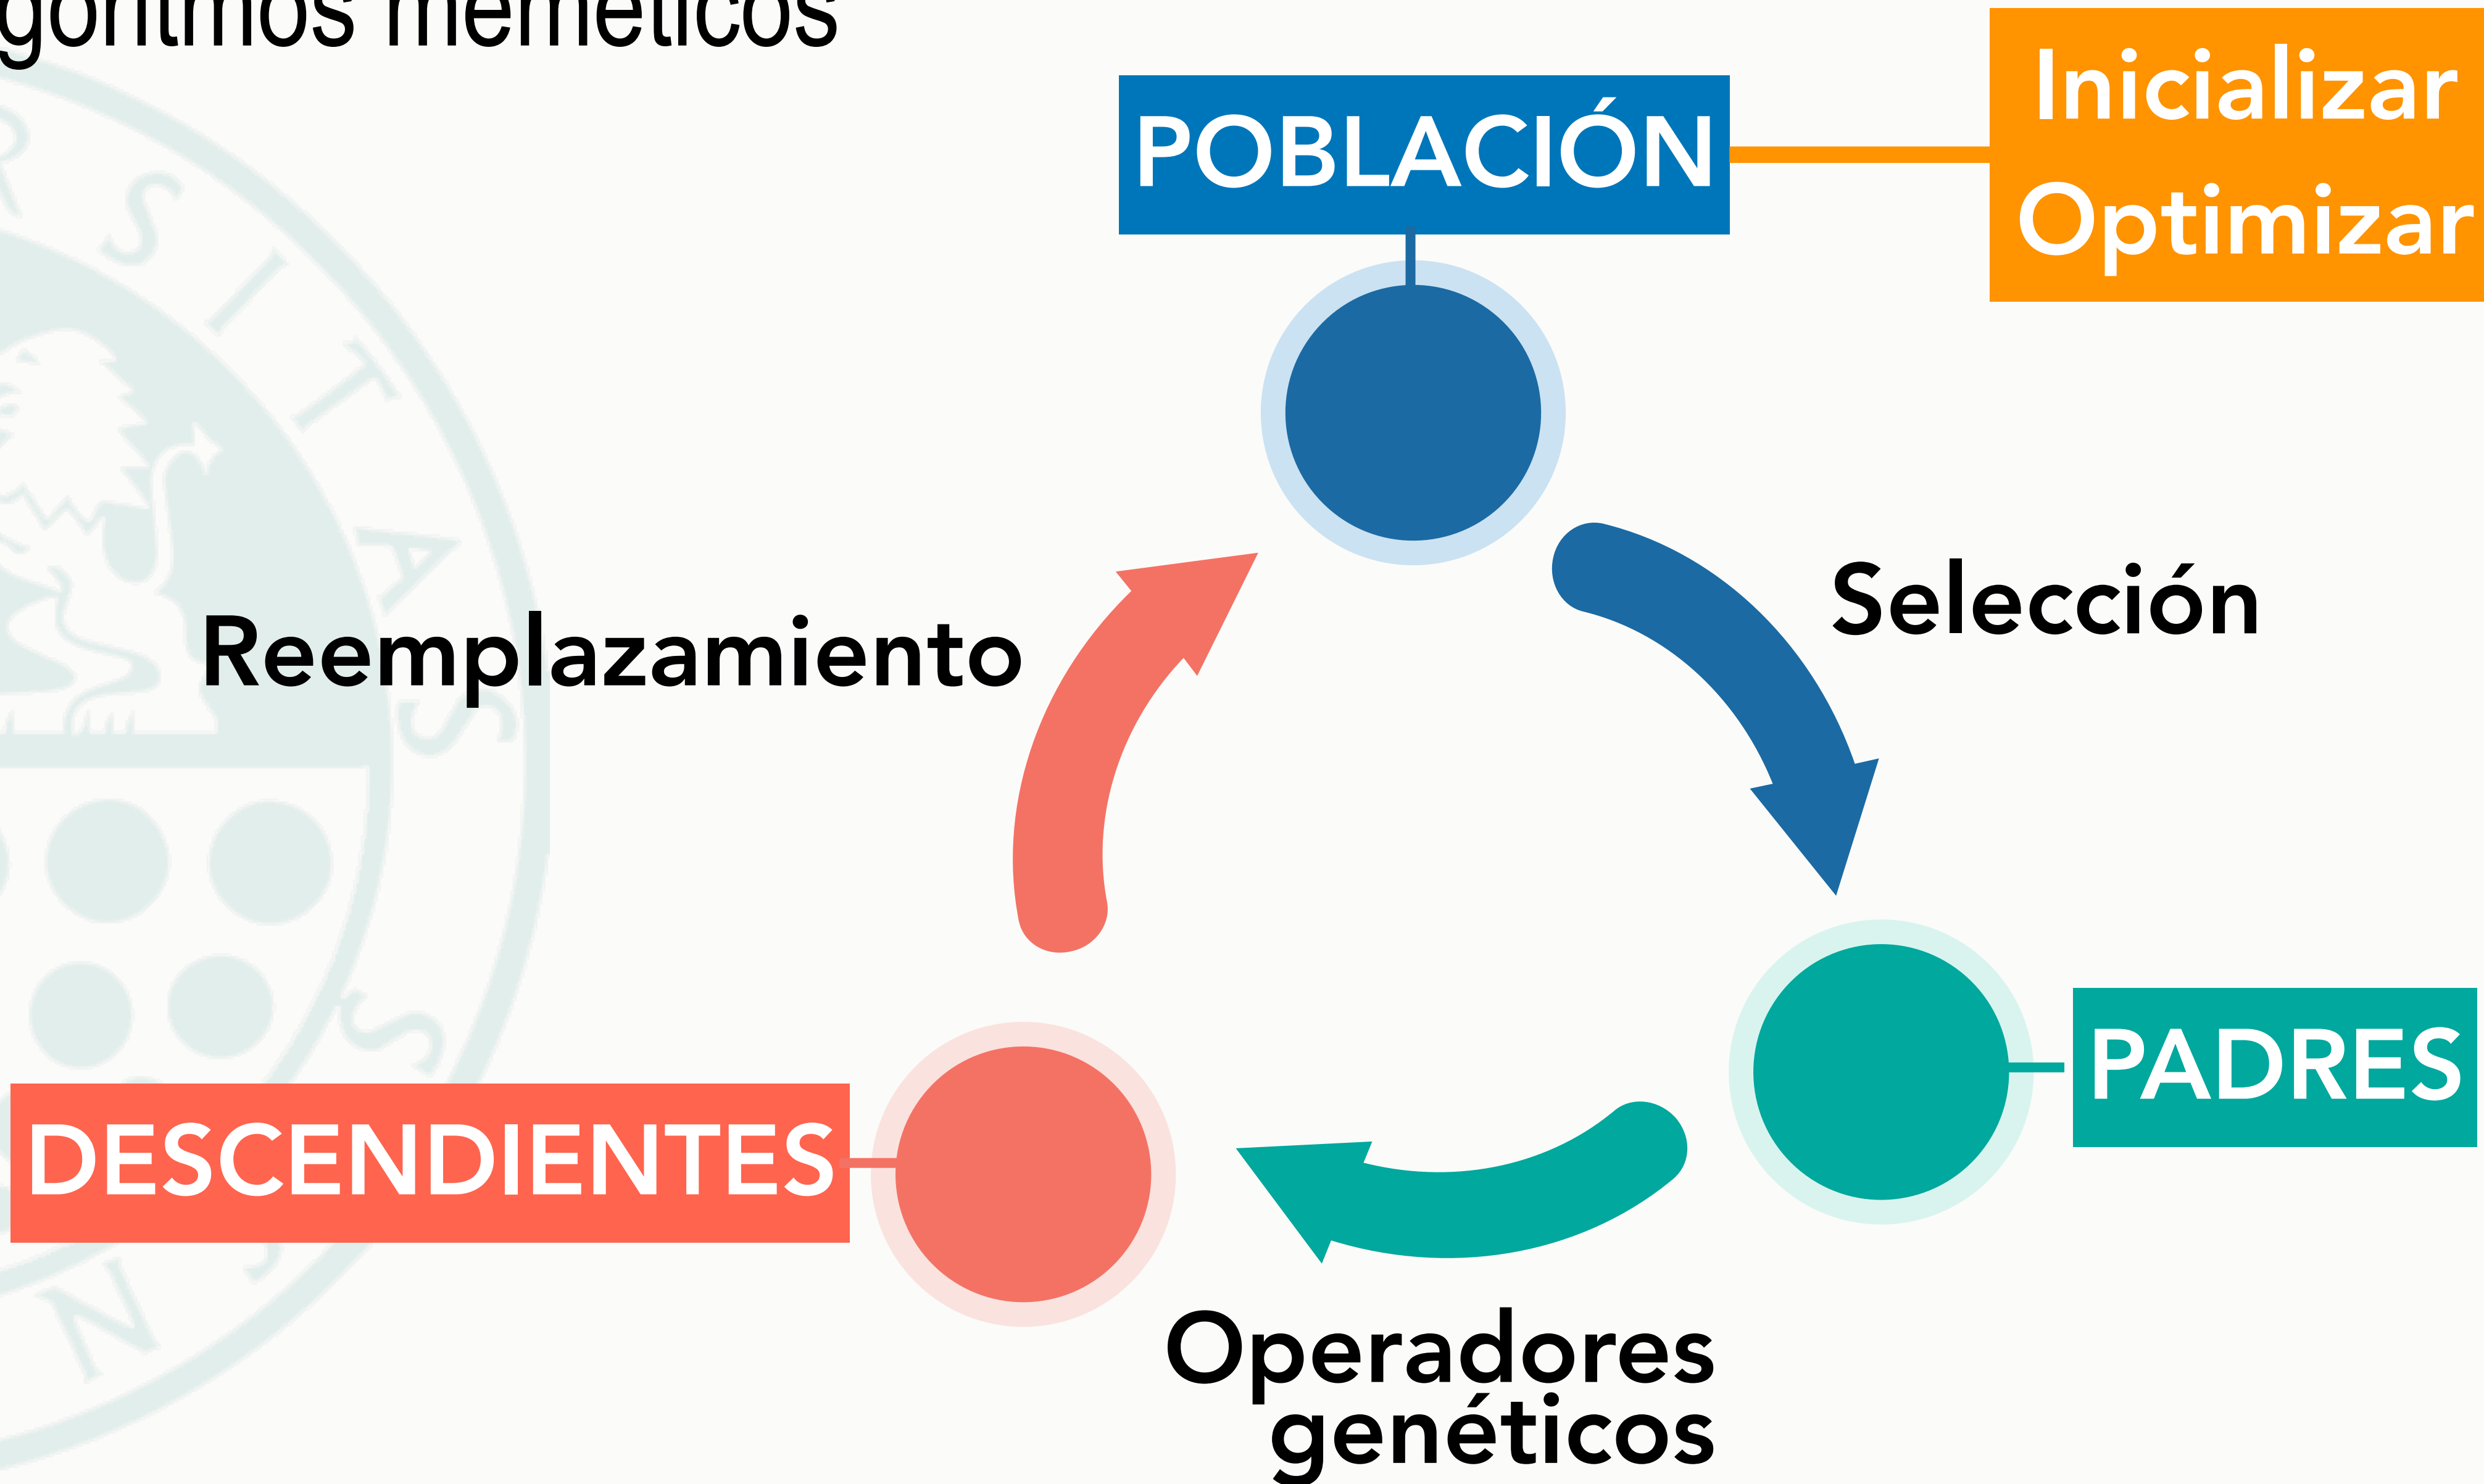 goritmos meméticos
POBLACIÓN
Inicializar
Optimizar
Selección
Reemplazamiento
PADRES
DESCENDIENTES
Operadores
genéticos